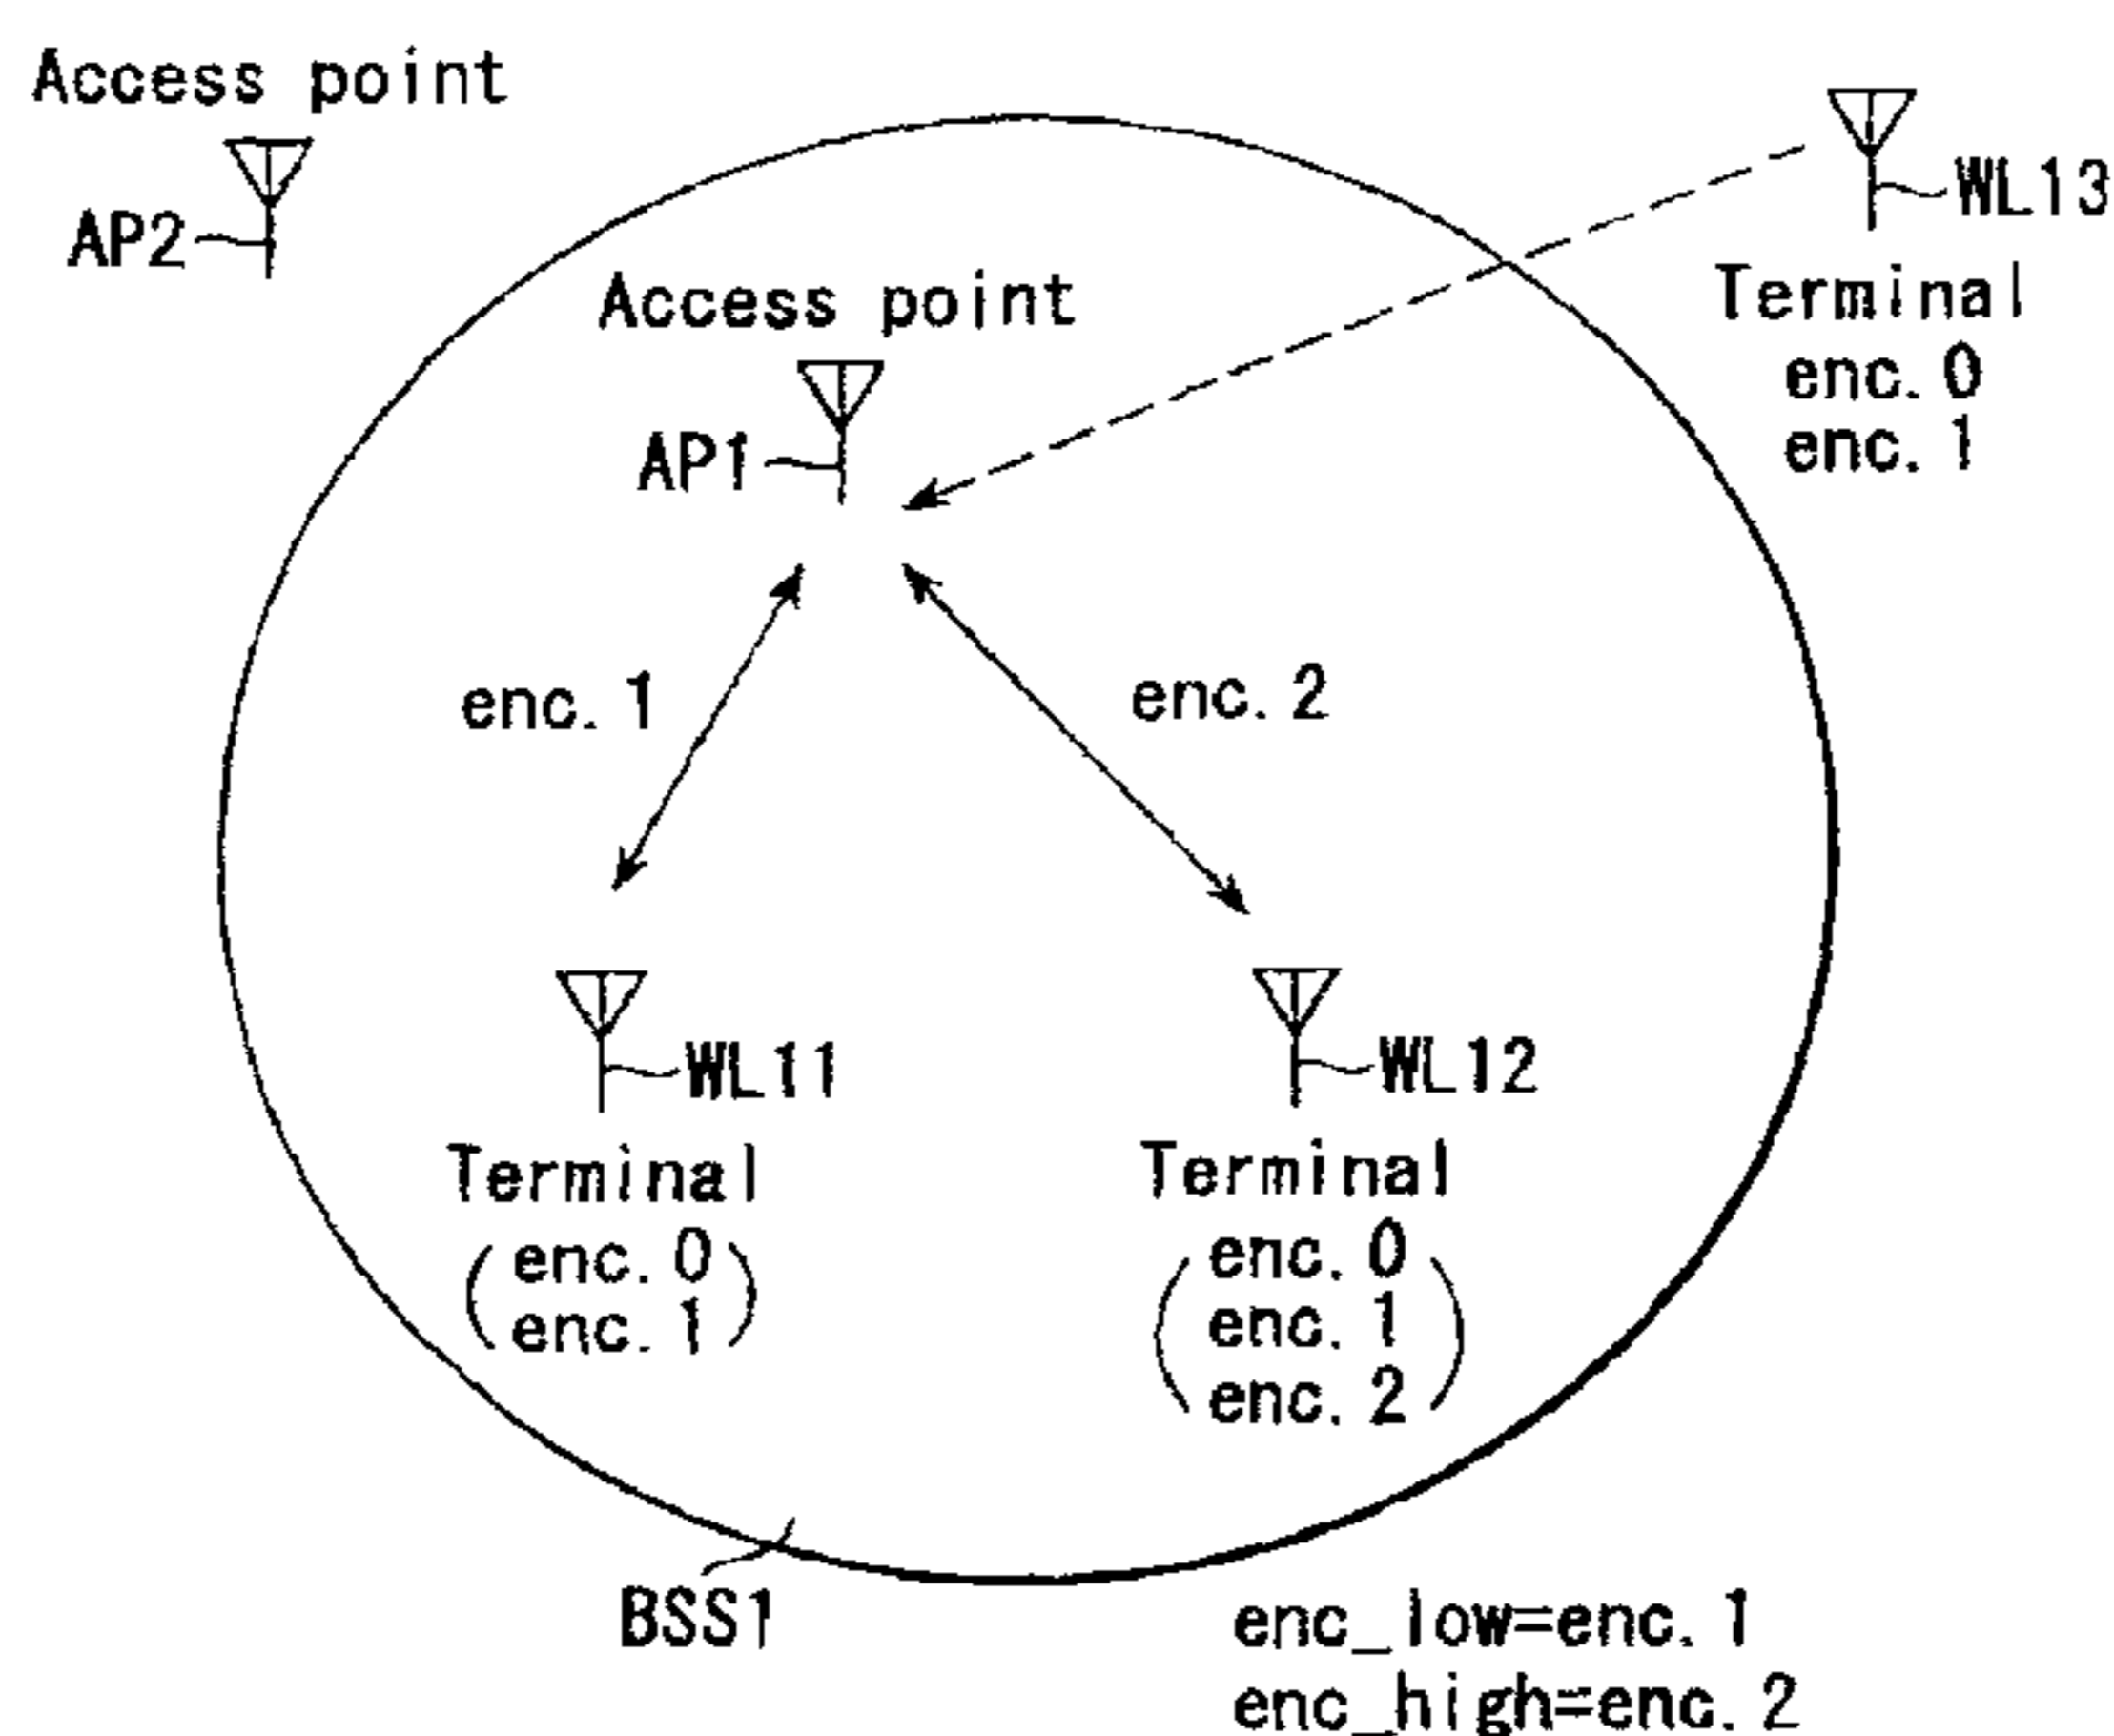 Access point
AP2
WL13
Terminal
enc.0
enc.1
Access point
AP1
enc.1
enc.2
WL11
Terminal
(enc.0
enc.1)
WL12
Terminal
(enc.0
enc.1
enc.2)
BSS1
enc_low=enc.1
enc_high=enc.2